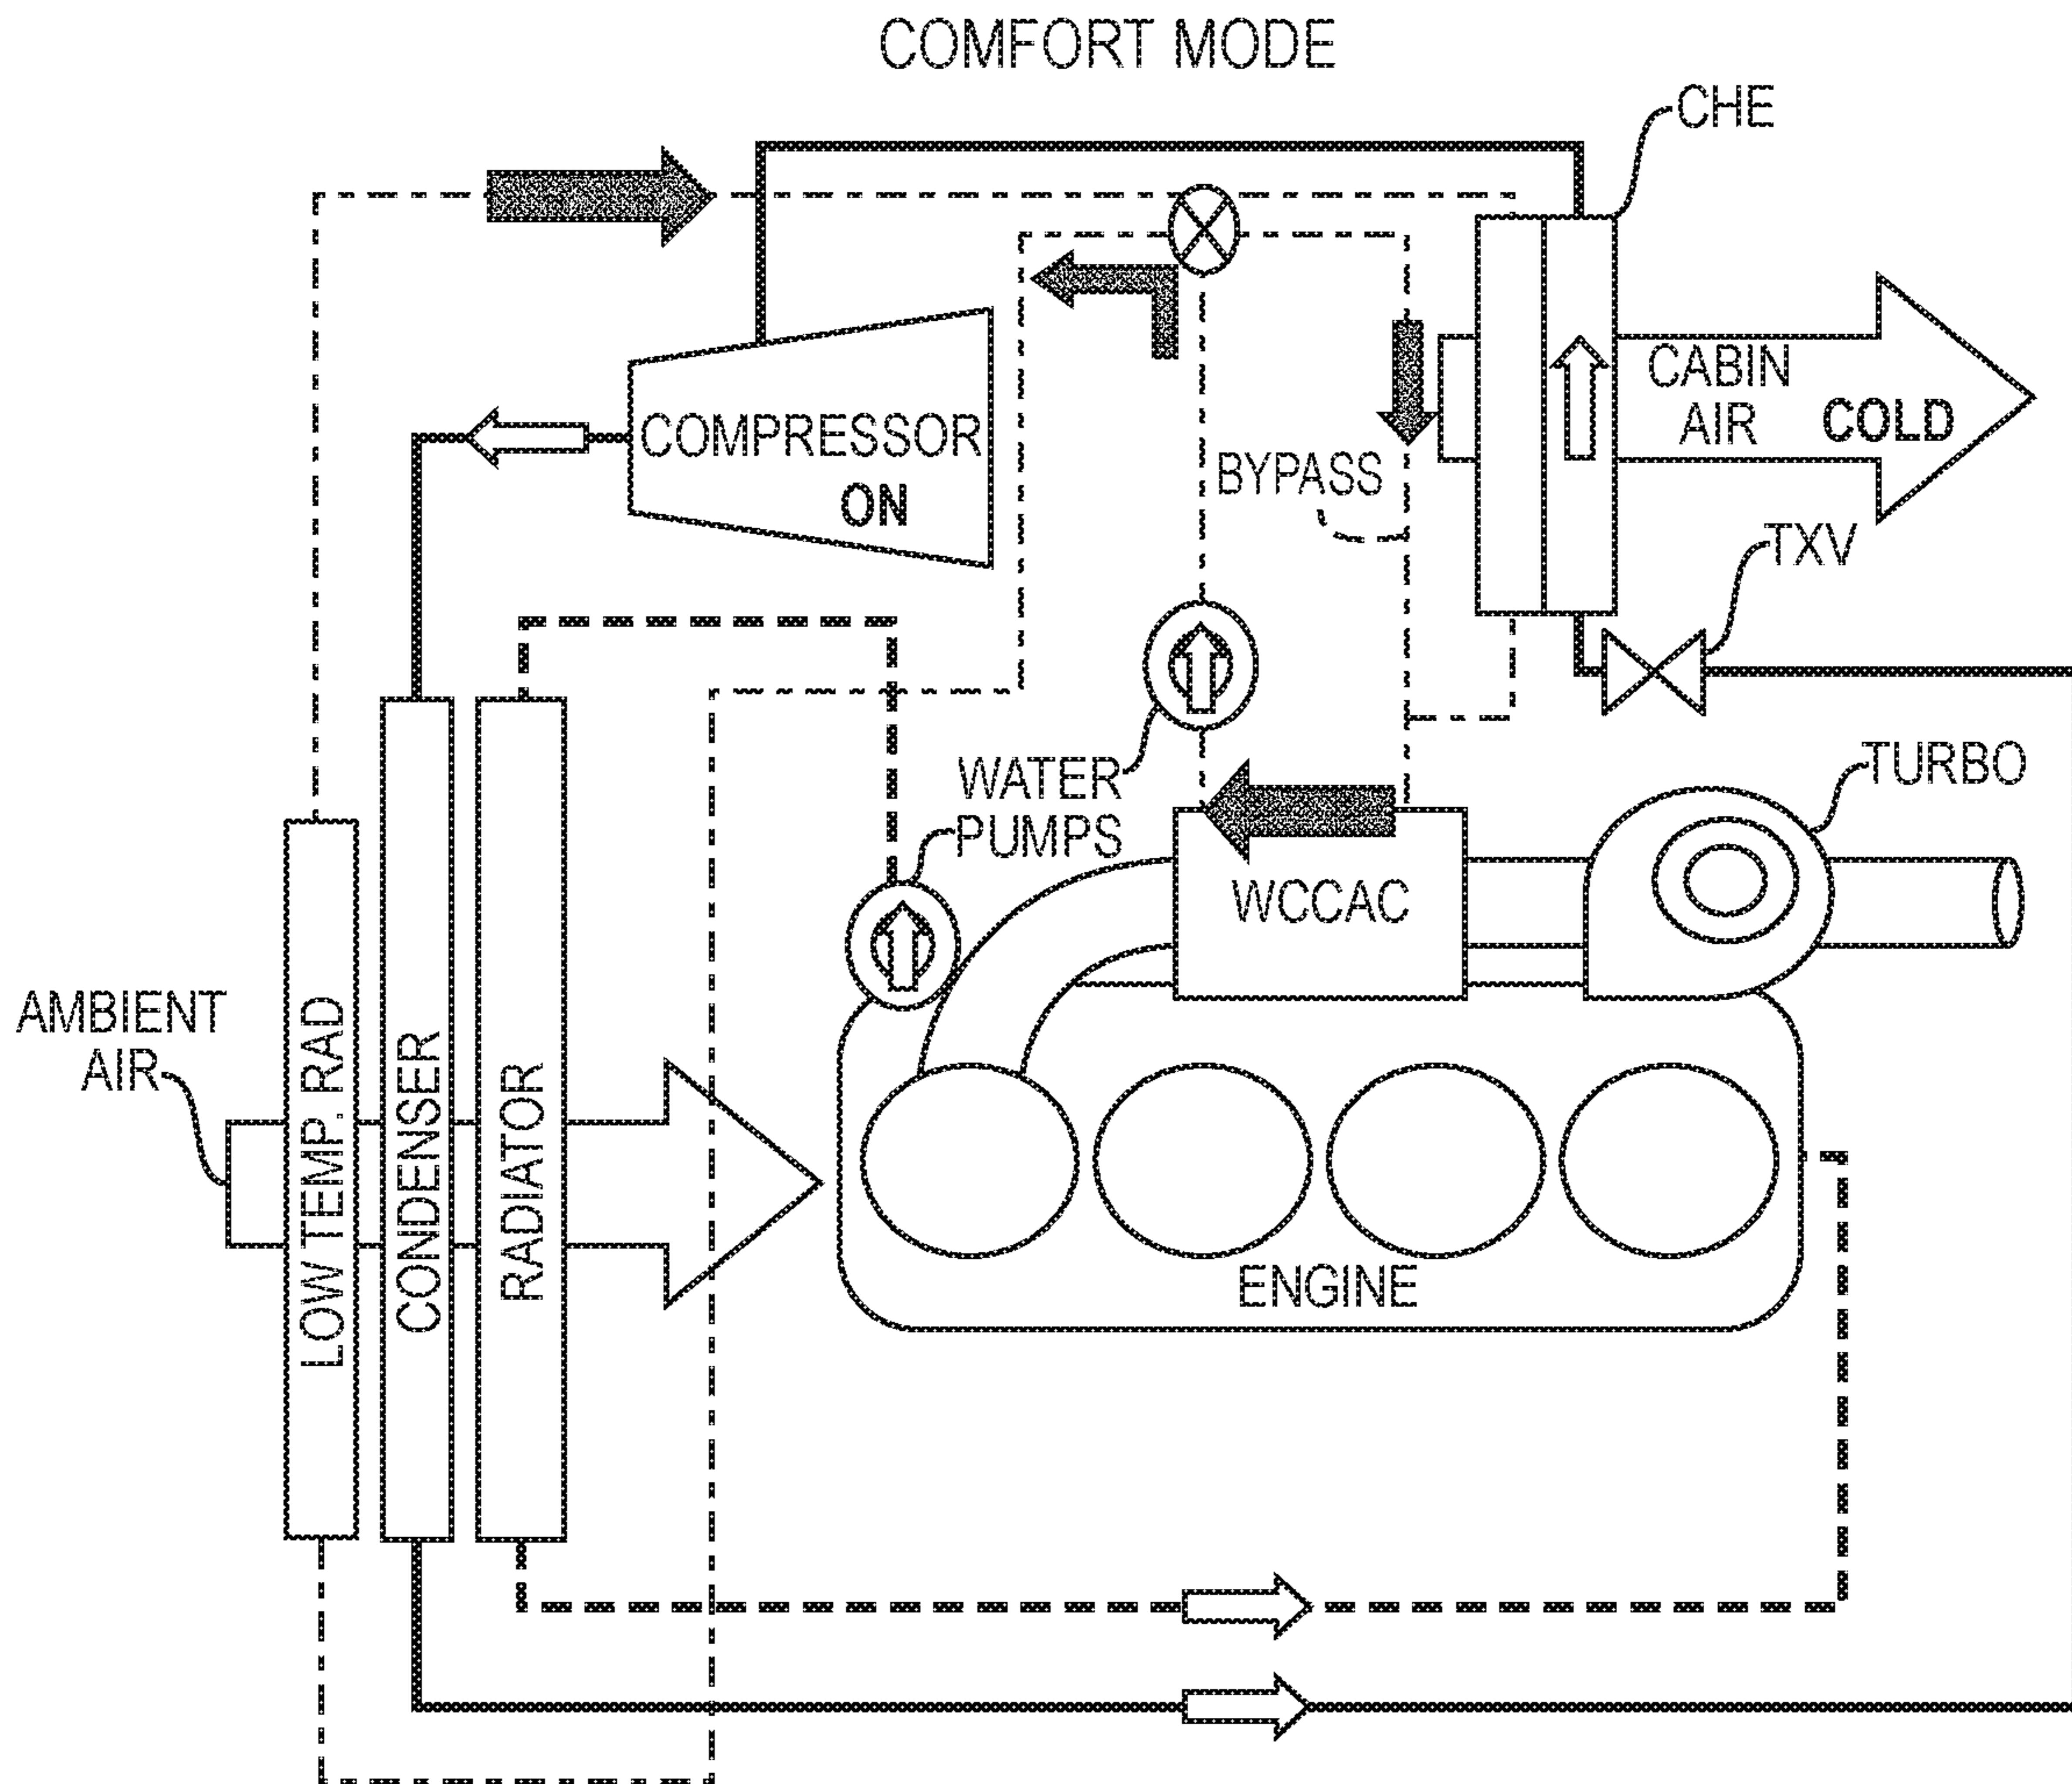 COMFORT MODE
CHE
CABIN
AIR
COLD
COMPRESSOR
ON
BYPASS
TXV
WATER
PUMPS
TURBO
WCCAC
AMBIENT
AIR
LOW TEMP. RAD
CONDENSER
RADIATOR
ENGINE